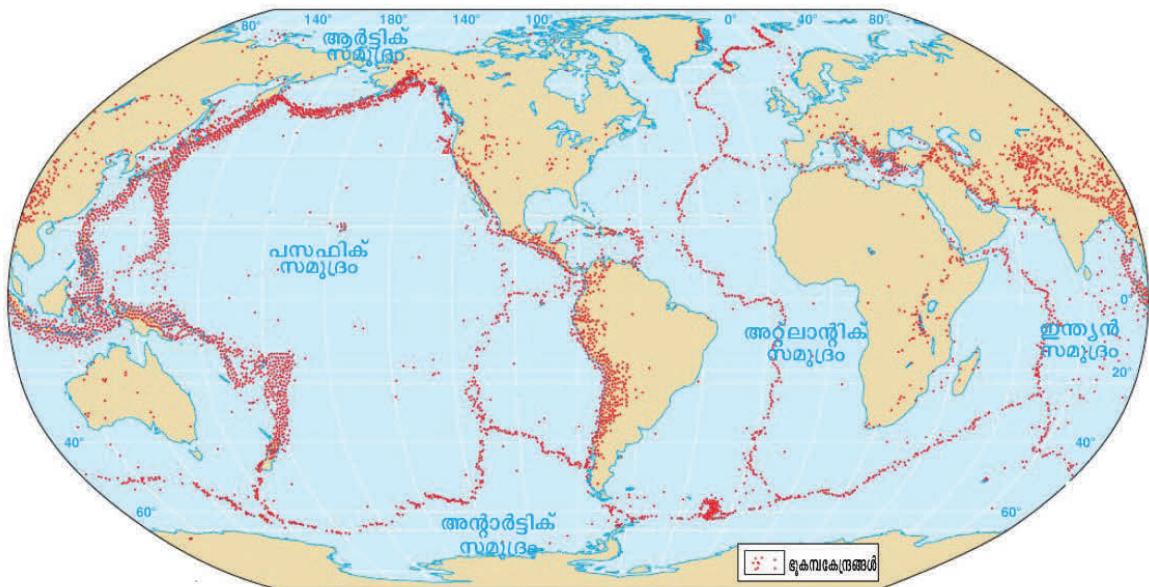 80° 140° 180° 140° 100° 0° 40° 80°
ആർട്ടിക്
സമുദ്രം
പസഫിക്
സമുദ്രം
അറ്റ്ലാന്റിക്
സമുദ്രം
ഇന്ത്യൻ
സമുദ്രം
0°
20°
40° 40°
60° 60°
അന്റാർട്ടിക്
സമുദ്രം
ഭൂകമ്പകേന്ദ്രങ്ങൾ